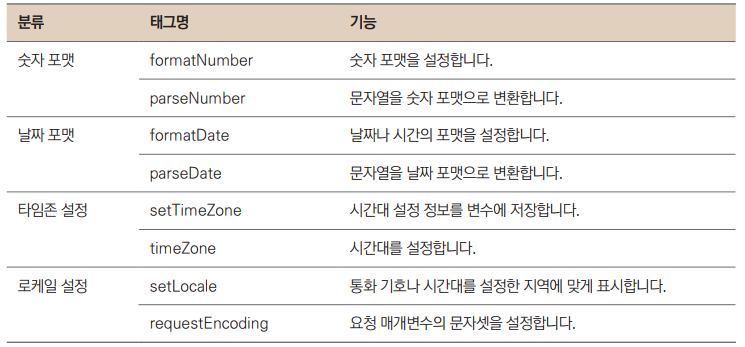 분류 태그명 기능
숫자 포맷 formatNumber 숫자 포맷을 설정합니다.
parseNumber 문자열을 숫자 포맷으로 변환합니다.
날짜 포맷 formatDate 날짜나 시간의 포맷을 설정합니다.
parseDate 문자열을 날짜 포맷으로 변환합니다.
타임존 설정 setTimeZone 시간대 설정 정보를 변수에 저장합니다.
timeZone 시간대를 설정합니다.
로케일 설정 setLocale 통화 기호나 시간대를 설정한 지역에 맞게 표시합니다.
requestEncoding 요청 매개변수의 문자셋을 설정합니다.